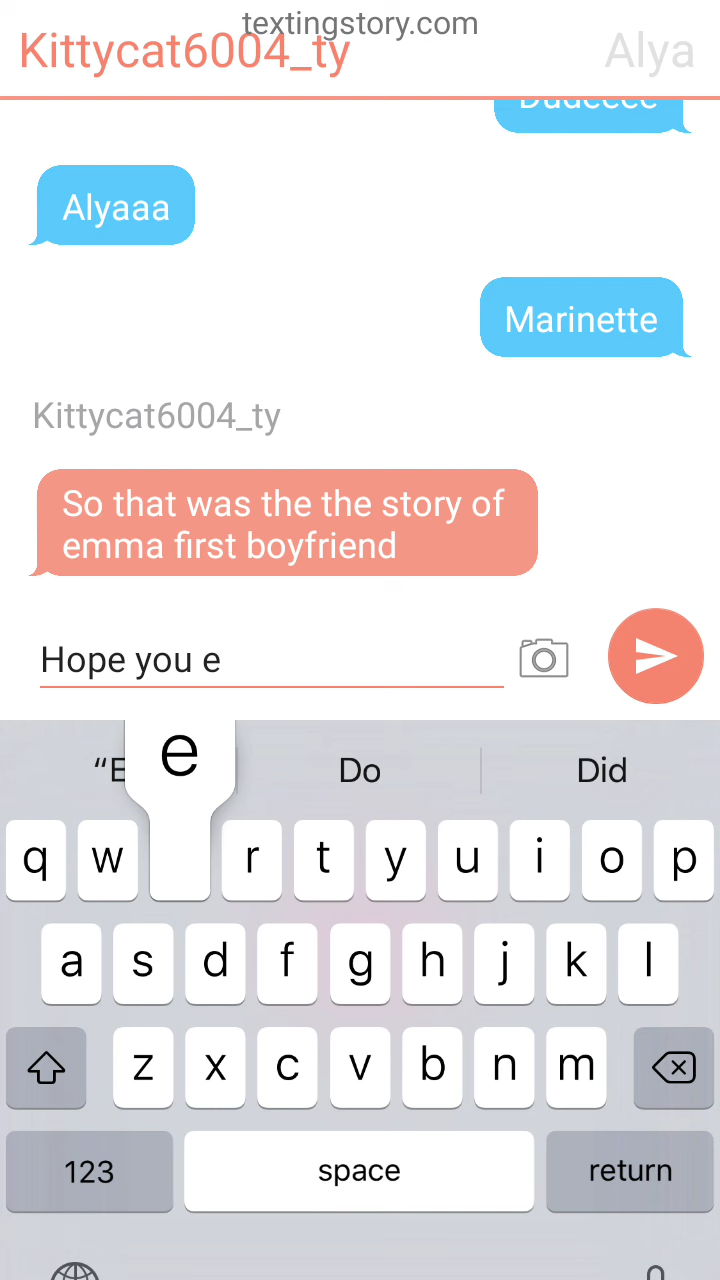 textingstory.com
Kittycat6004_ty
Alya
Dudeeee
Alyaaa
Marinette
Kittycat6004_ty
So that was the the story of
emma first boyfriend
Hope you e
“E
e
Do
Did
q w r t y u i o p
a s d f g h j k l
z x c v b n m
123
space
return